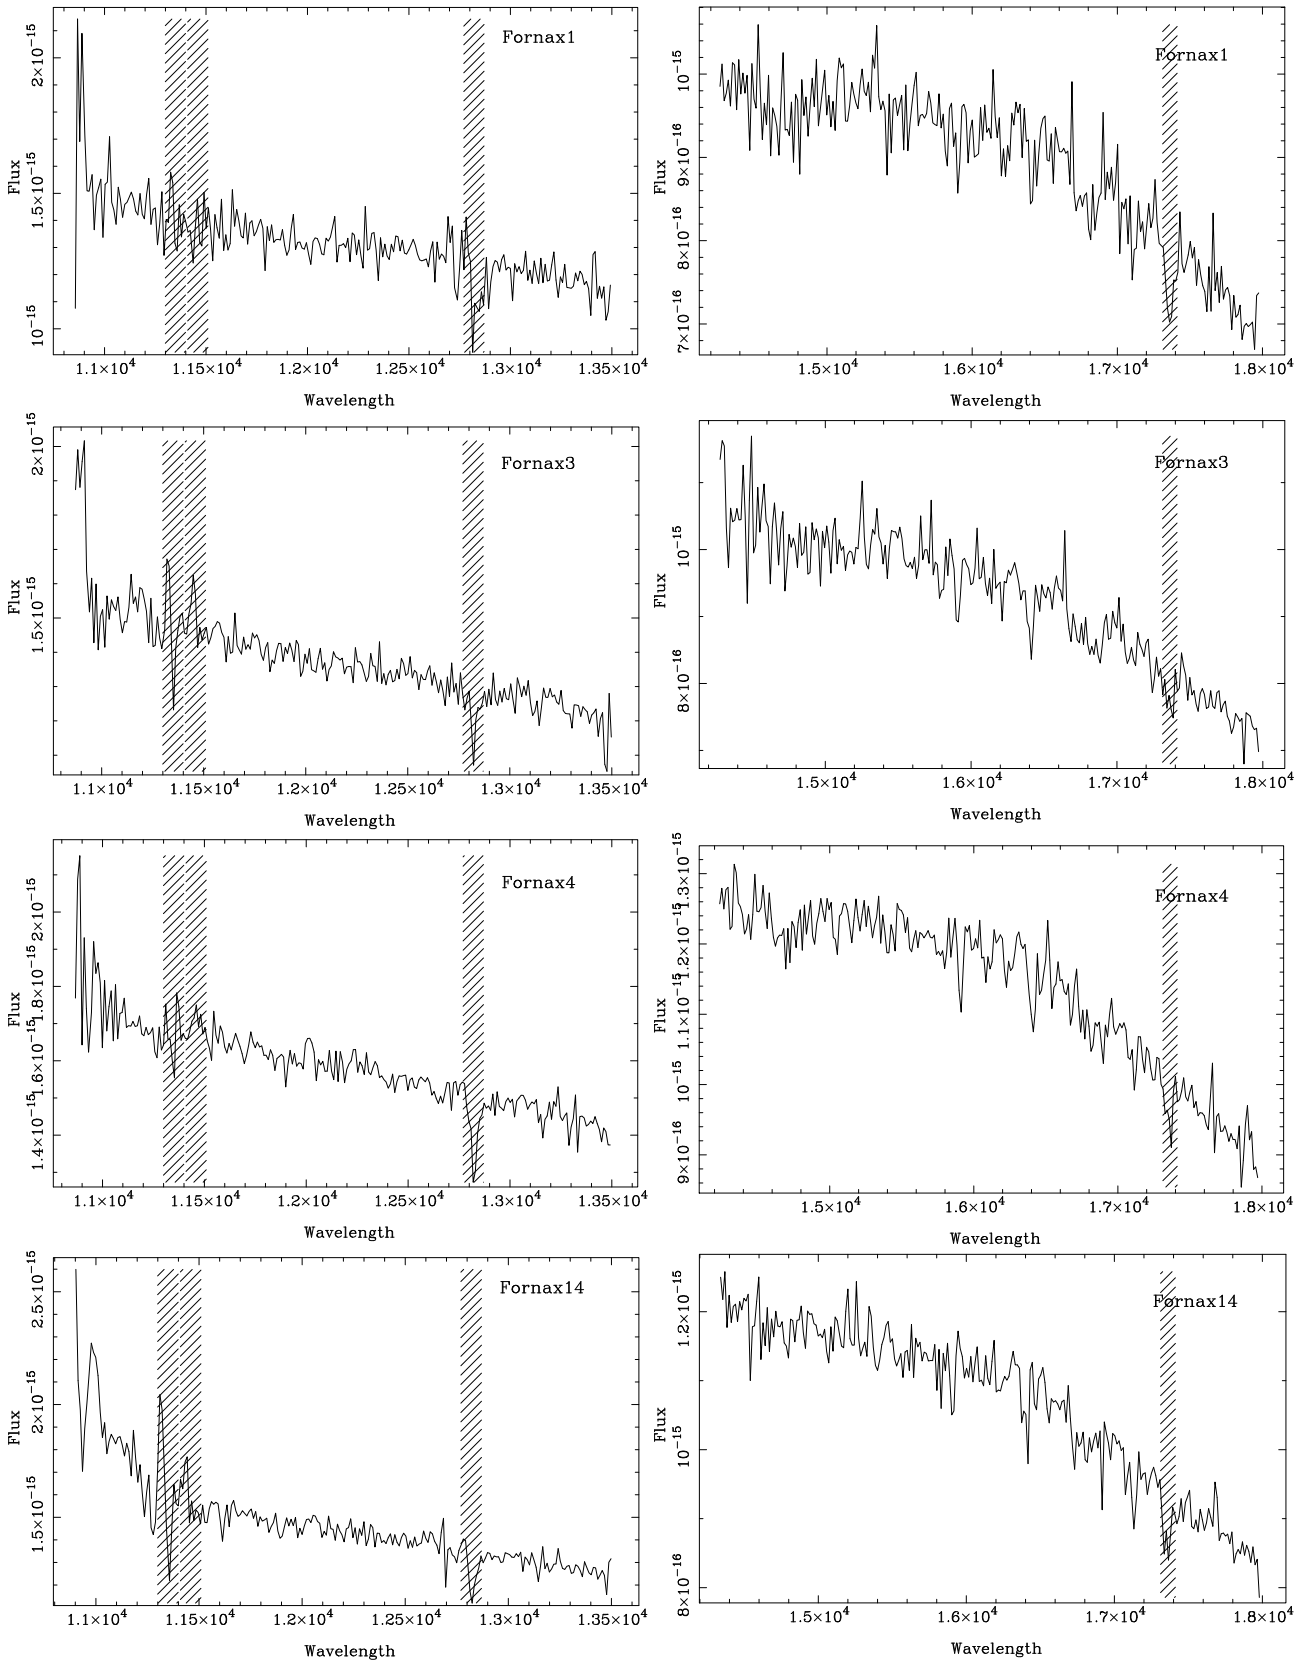 Fornax1
Flux
2×10⁻¹⁵
1.5×10⁻¹⁵
10⁻¹⁵
1.1×10⁴ 1.15×10⁴ 1.2×10⁴ 1.25×10⁴ 1.3×10⁴ 1.35×10⁴
Wavelength
Fornax1
Flux
10⁻¹⁵
9×10⁻¹⁶
8×10⁻¹⁶
7×10⁻¹⁶
1.5×10⁴ 1.6×10⁴ 1.7×10⁴ 1.8×10⁴
Wavelength
Fornax3
Flux
2×10⁻¹⁵
1.5×10⁻¹⁵
1.1×10⁴ 1.15×10⁴ 1.2×10⁴ 1.25×10⁴ 1.3×10⁴ 1.35×10⁴
Wavelength
Fornax3
Flux
10⁻¹⁵
8×10⁻¹⁶
1.5×10⁴ 1.6×10⁴ 1.7×10⁴ 1.8×10⁴
Wavelength
Fornax4
Flux
2×10⁻¹⁵
1.8×10⁻¹⁵
1.6×10⁻¹⁵
1.4×10⁻¹⁵
1.1×10⁴ 1.15×10⁴ 1.2×10⁴ 1.25×10⁴ 1.3×10⁴ 1.35×10⁴
Wavelength
Fornax4
Flux
1.3×10⁻¹⁵
1.2×10⁻¹⁵
1.1×10⁻¹⁵
10⁻¹⁵
9×10⁻¹⁶
1.5×10⁴ 1.6×10⁴ 1.7×10⁴ 1.8×10⁴
Wavelength
Fornax14
Flux
2.5×10⁻¹⁵
2×10⁻¹⁵
1.5×10⁻¹⁵
1.1×10⁴ 1.15×10⁴ 1.2×10⁴ 1.25×10⁴ 1.3×10⁴ 1.35×10⁴
Wavelength
Fornax14
Flux
1.2×10⁻¹⁵
10⁻¹⁵
8×10⁻¹⁶
1.5×10⁴ 1.6×10⁴ 1.7×10⁴ 1.8×10⁴
Wavelength